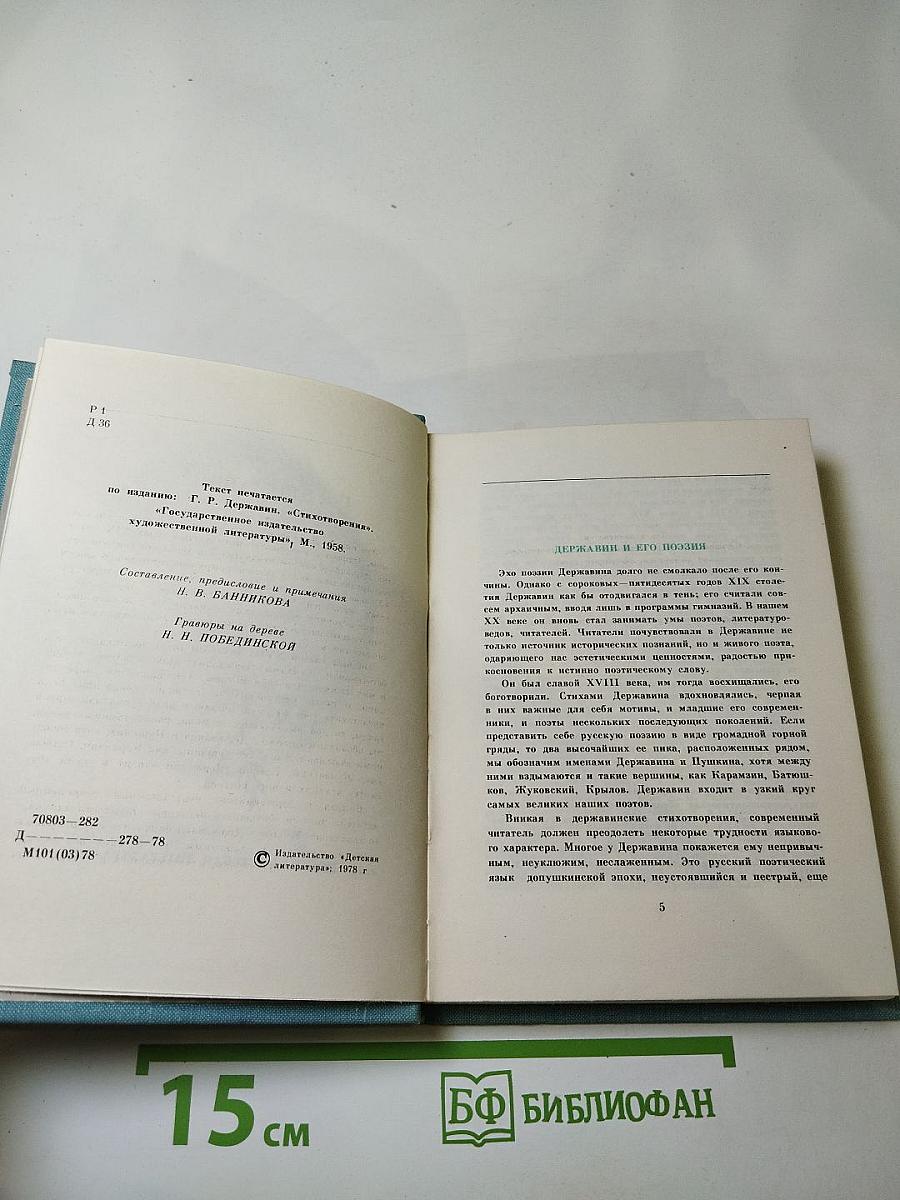 Р 1
Д 36
Текст печатается
по изданию: Г. Р. Державин. «Стихотворения».
«Государственное издательство
художественной литературы», М., 1958.
Составление, предисловие и примечания
Н. В. БАННИКОВА
Гравюры на дереве
Н. И. ПОБЕДИНСКОЙ
70803—282
Д——————278—78
М101(03)78
© Издательство «Детская
литература»; 1978 г
ДЕРЖАВИН И ЕГО ПОЭЗИЯ
Эхо поэзии Державина долго не смолкало после его кон-
чины. Однако с сороковых—пятидесятых годов XIX столе-
тия Державин как бы отодвигался в тень; его считали сов-
сем архаичным, вводя лишь в программы гимназий. В нашем
XX веке он вновь стал занимать умы поэтов, литературо-
ведов, читателей. Читатели почувствовали в Державине не
только источник исторических познаний, но и живого поэта,
одаряющего нас эстетическими ценностями, радостью при-
косновения к истинно поэтическому слову.
Он был славой XVIII века, им тогда восхищались, его
боготворили. Стихами Державина вдохновлялись, черпая
в них важные для себя мотивы, и младшие его современ-
ники, и поэты нескольких последующих поколений. Если
представить себе русскую поэзию в виде громадной горной
гряды, то два высочайших ее пика, расположенных рядом,
мы обозначим именами Державина и Пушкина, хотя между
ними вздымаются и такие вершины, как Карамзин, Батюш-
ков, Жуковский, Крылов. Державин входит в узкий круг
самых великих наших поэтов.
Вникая в державинские стихотворения, современный
читатель должен преодолеть некоторые трудности языково-
го характера. Многое у Державина покажется ему непривыч-
ным, неуклюжим, неслаженным. Это русский поэтический
язык допушкинской эпохи, неустоявшийся и пестрый, еще
5
15 см
БФ БИБЛИОФАН